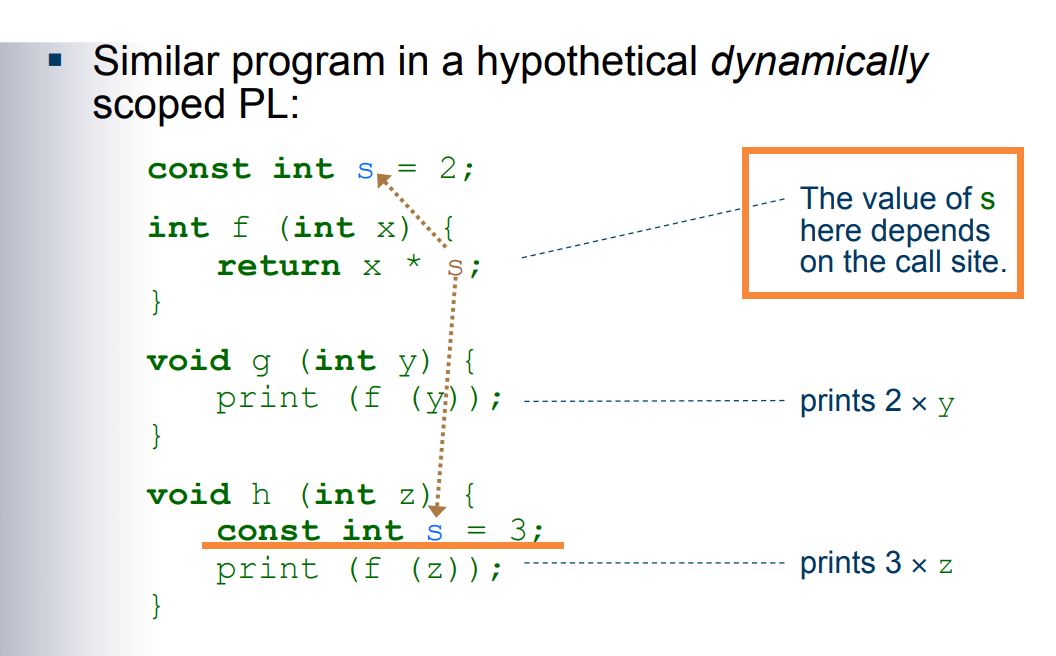 ▪ Similar program in a hypothetical dynamically
scoped PL:
const int s = 2;
int f (int x) {
return x * s;
}
The value of s
here depends
on the call site.
void g (int y) {
print (f (y));
}
prints 2 × y
void h (int z) {
const int s = 3;
print (f (z));
}
prints 3 × z